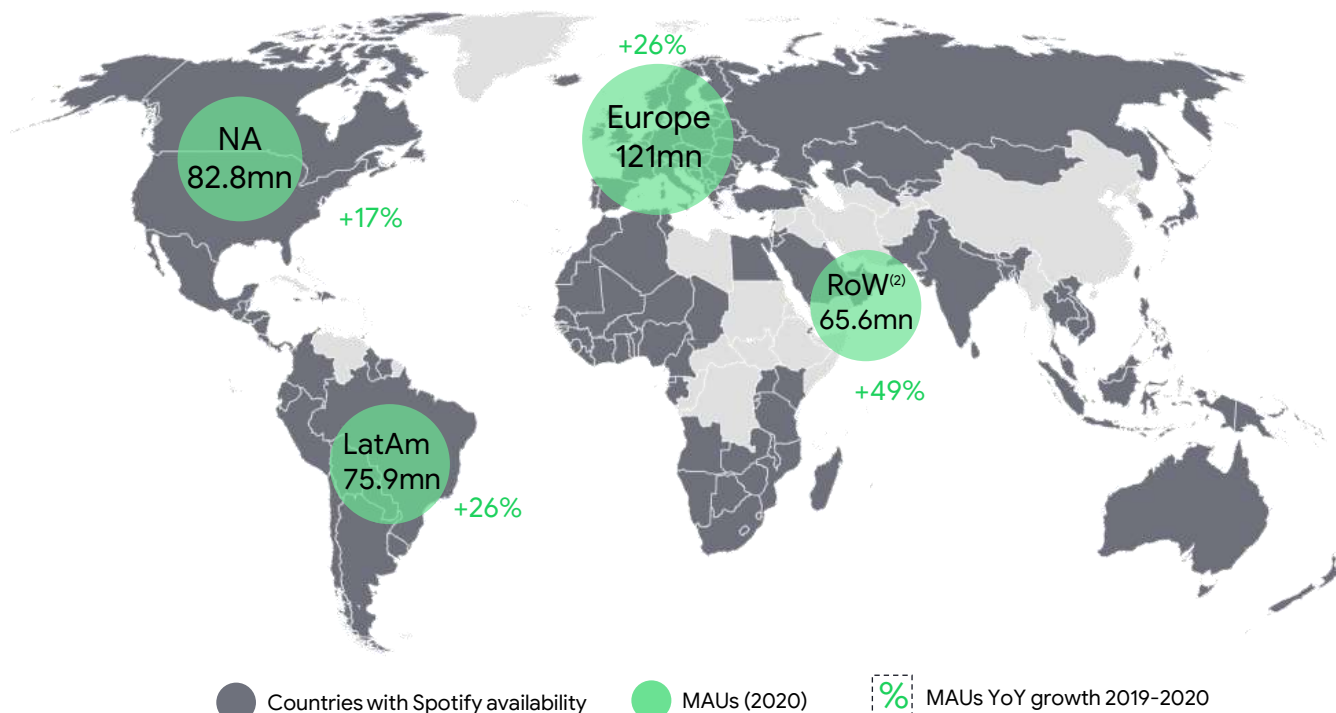 +26%
NA
82.8mn
Europe
121mn
+17%
RoW(2)
65.6mn
+49%
LatAm
75.9mn
+26%
Countries with Spotify availability
MAUs (2020)
% MAUs YoY growth 2019-2020